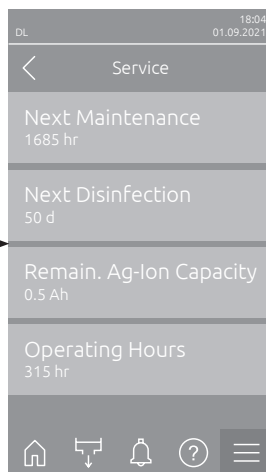 18:04
DL 01.09.2021
Service
Next Maintenance
1685 hr
Next Disinfection
50 d
Remain. Ag-Ion Capacity
0.5 Ah
Operating Hours
315 hr
?